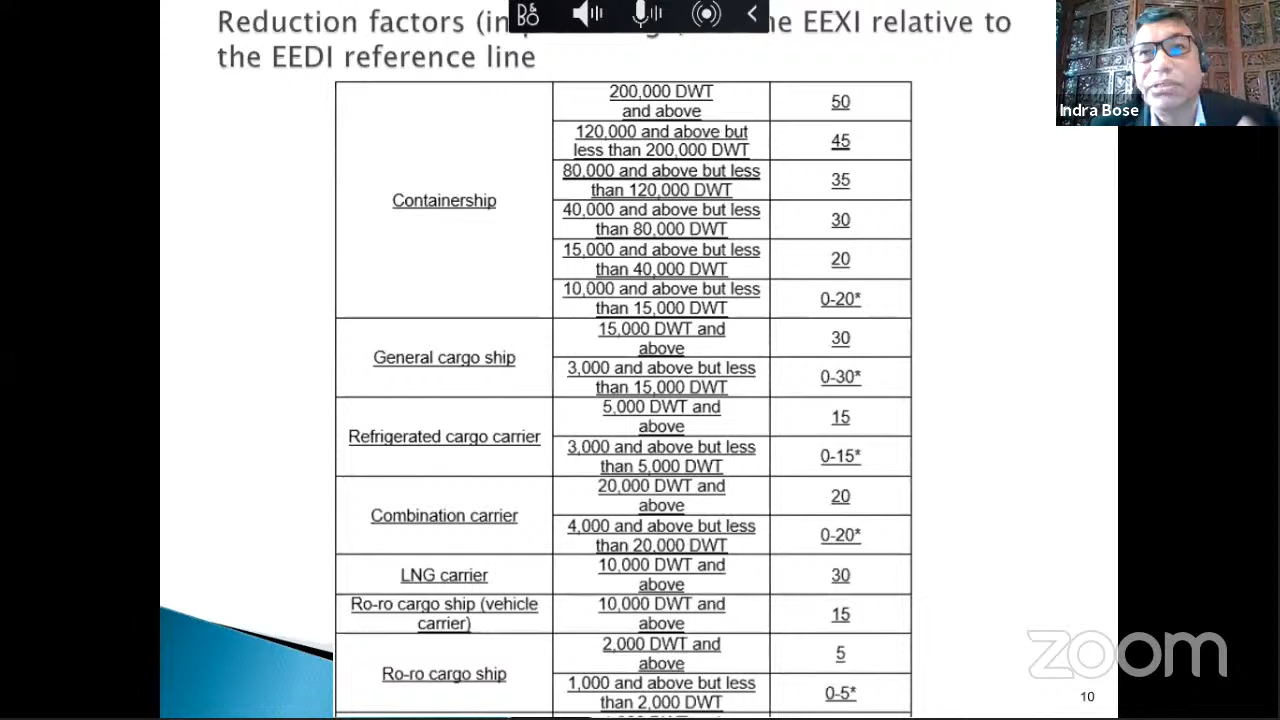 Reduction factors (in he EEXI relative to
the EEDI reference line
Indra Bose
Containership
200,000 DWT
and above
50
120,000 and above but
less than 200,000 DWT
45
80,000 and above but less
than 120,000 DWT
35
40,000 and above but less
than 80,000 DWT
30
15,000 and above but less
than 40,000 DWT
20
10,000 and above but less
than 15,000 DWT
0-20*
General cargo ship
15,000 DWT and
above
30
3,000 and above but less
than 15,000 DWT
0-30*
Refrigerated cargo carrier
5,000 DWT and
above
15
3,000 and above but less
than 5,000 DWT
0-15*
Combination carrier
20,000 DWT and
above
20
4,000 and above but less
than 20,000 DWT
0-20*
LNG carrier
10,000 DWT and
above
30
Ro-ro cargo ship (vehicle
carrier)
10,000 DWT and
above
15
Ro-ro cargo ship
2,000 DWT and
above
5
1,000 and above but less
than 2,000 DWT
0-5*
zoom
10